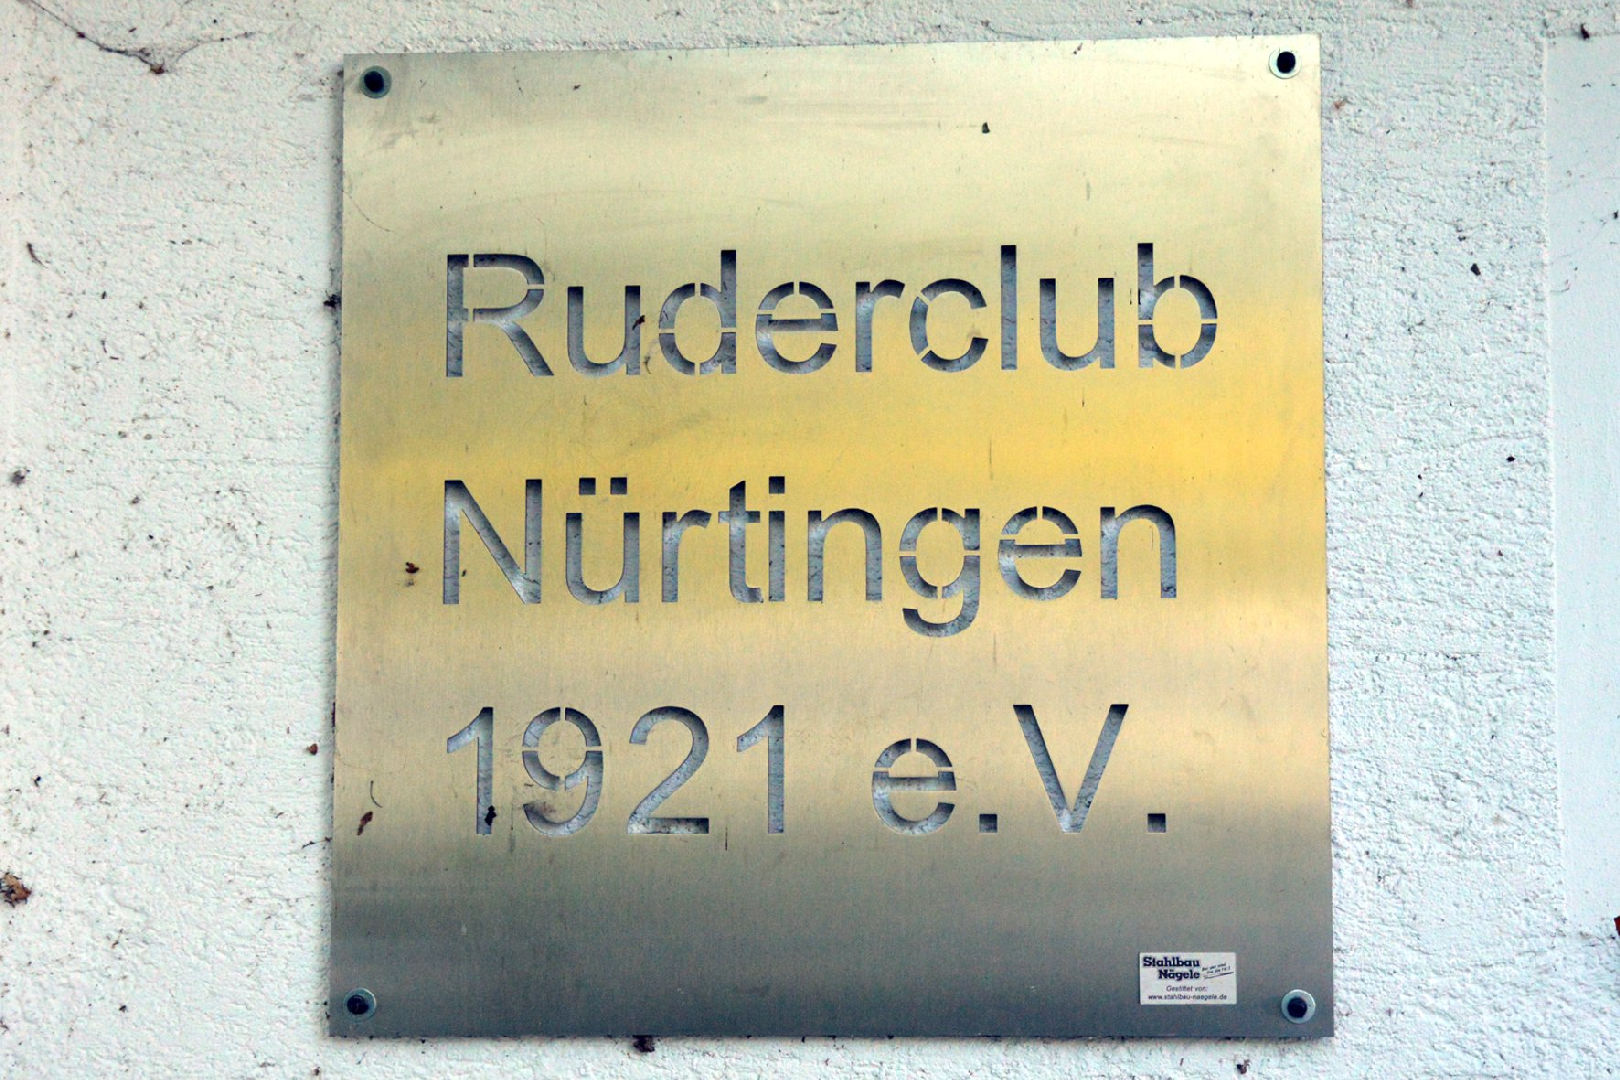 Ruderclub
Nürtingen
1921 e.V.
Stahlbau
Nägele
Gestiftet von:
www.stahlbau-naegele.de